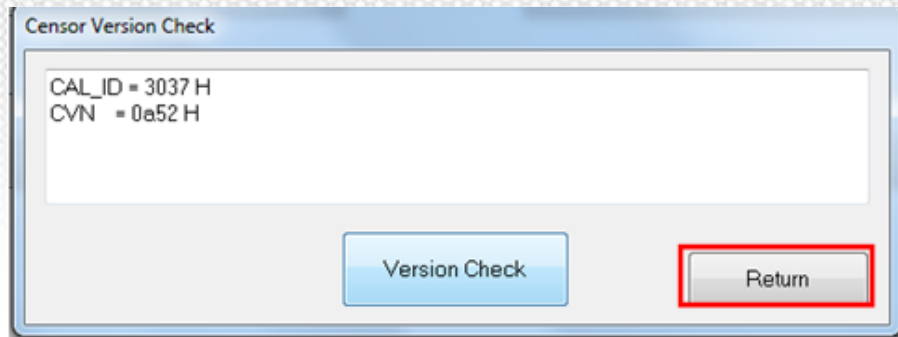 Censor Version Check
CAL_ID = 3037 H
CVN = 0a52 H
Version Check
Return